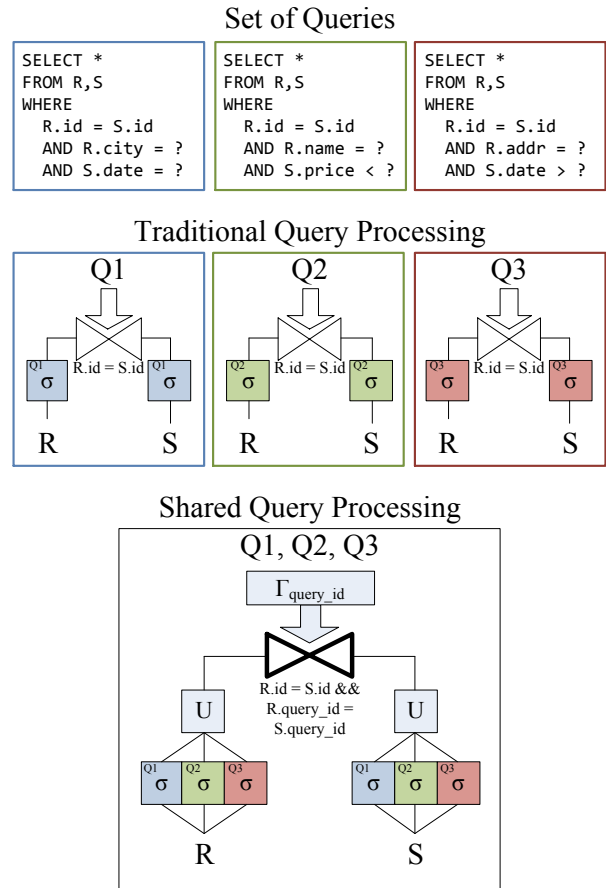 Set of Queries
SELECT *
FROM R,S
WHERE
R.id = S.id
AND R.city = ?
AND S.date = ?
SELECT *
FROM R,S
WHERE
R.id = S.id
AND R.name = ?
AND S.price < ?
SELECT *
FROM R,S
WHERE
R.id = S.id
AND R.addr = ?
AND S.date > ?
Traditional Query Processing
Q1
Q1
σ
R.id = S.id
Q1
σ
R
S
Q2
Q2
σ
R.id = S.id
Q2
σ
R
S
Q3
Q3
σ
R.id = S.id
Q3
σ
R
S
Shared Query Processing
Q1, Q2, Q3
Γquery_id
R.id = S.id &&
R.query_id =
S.query_id
U
U
Q1 Q2 Q3
σ σ σ
Q1 Q2 Q3
σ σ σ
R
S